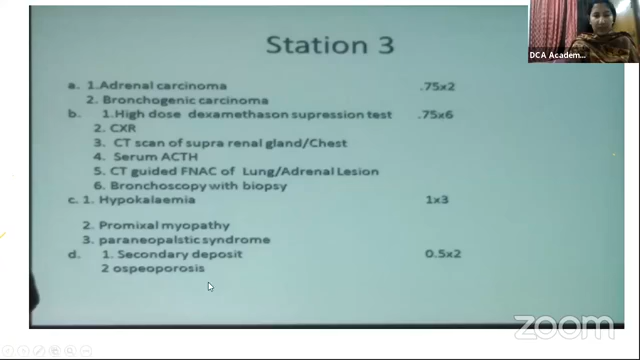 DCA Academ...
Station 3
a. 1.Adrenal carcinoma .75x2
2. Bronchogenic carcinoma
b. 1.High dose dexamethason supression test .75x6
2. CXR
3. CT scan of supra renal gland/Chest
4. Serum ACTH
5. CT guided FNAC of Lung/Adrenal Lesion
6. Bronchoscopy with biopsy
c. 1. Hypokalaemia 1x3
2. Promixal myopathy
3. paraneopalstic syndrome
d. 1. Secondary deposit 0.5x2
2 ospeoporosis
zoom